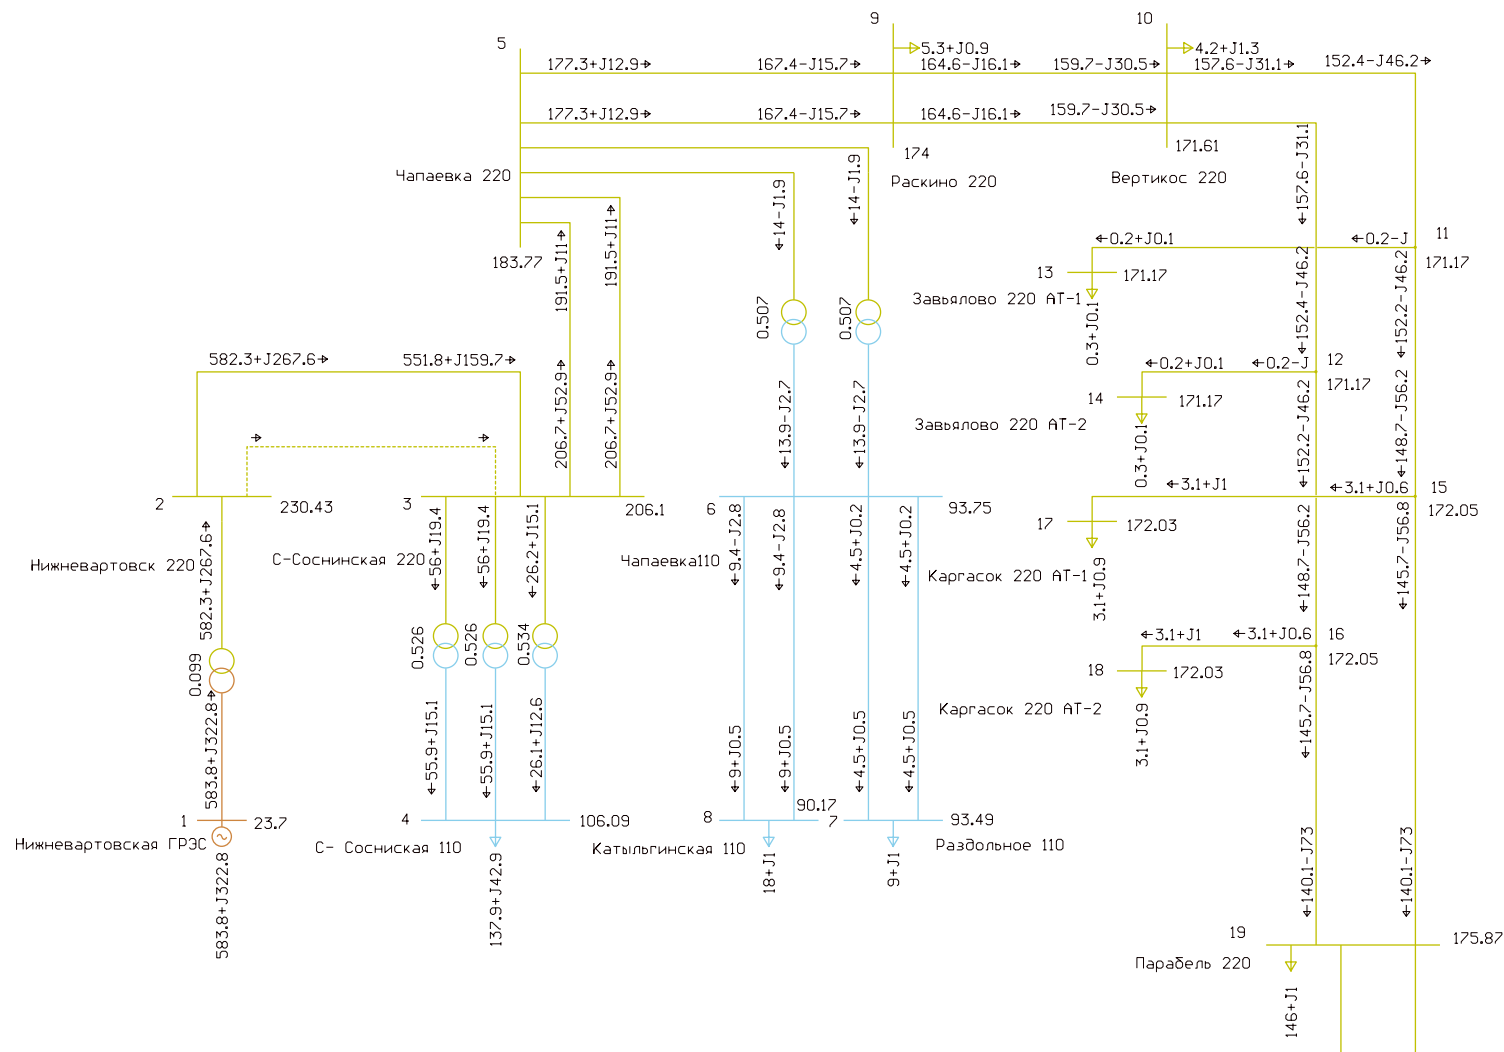 9
10
5
5.3+J0.9
4.2+J1.3
177.3+J12.9
167.4-J15.7
164.6-J16.1
159.7-J30.5
157.6-J31.1
152.4-J46.2
177.3+J12.9
167.4-J15.7
164.6-J16.1
159.7-J30.5
174
171.61
Чапаевка 220
Раскино 220
Вертикос 220
14-J1.9
14-J1.9
157.6-J31.1
191.5+J11
191.5+J11
183.77
0.2+J0.1
0.2-J
11
13
171.17
171.17
Завьялово 220 АТ-1
0.3+J0.1
152.4-J46.2
152.2-J46.2
0.507
0.507
582.3+J267.6
551.8+J159.7
0.2+J0.1
0.2-J
12
14
171.17
171.17
Завьялово 220 АТ-2
0.3+J0.1
206.7+J52.9
206.7+J52.9
13.9-J2.7
13.9-J2.7
152.2-J46.2
148.7-J56.2
3.1+J1
3.1+J0.6
15
2
230.43
3
206.1
6
93.75
17
172.03
172.05
Нижневартовск 220
С-Соснинская 220
Чапаевка110
Каргасок 220 АТ-1
582.3+J267.6
56+J19.4
56+J19.4
26.2+J15.1
9.4-J2.8
9.4-J2.8
4.5+J0.2
4.5+J0.2
3.1+J0.9
148.7-J56.2
145.7-J56.8
3.1+J1
3.1+J0.6
16
0.099
0.526
0.526
0.534
18
172.03
172.05
Каргасок 220 АТ-2
3.1+J0.9
145.7-J56.8
583.8+J322.8
55.9+J15.1
55.9+J15.1
26.1+J12.6
9+J0.5
9+J0.5
4.5+J0.5
4.5+J0.5
1
23.7
4
106.09
8
90.17
7
93.49
Нижневартовская ГРЭС
С- Сосниская 110
Катыльгинская 110
Раздольное 110
583.8+J322.8
137.9+J42.9
18+J1
9+J1
140.1-J73
140.1-J73
19
175.87
Парабель 220
146+J1